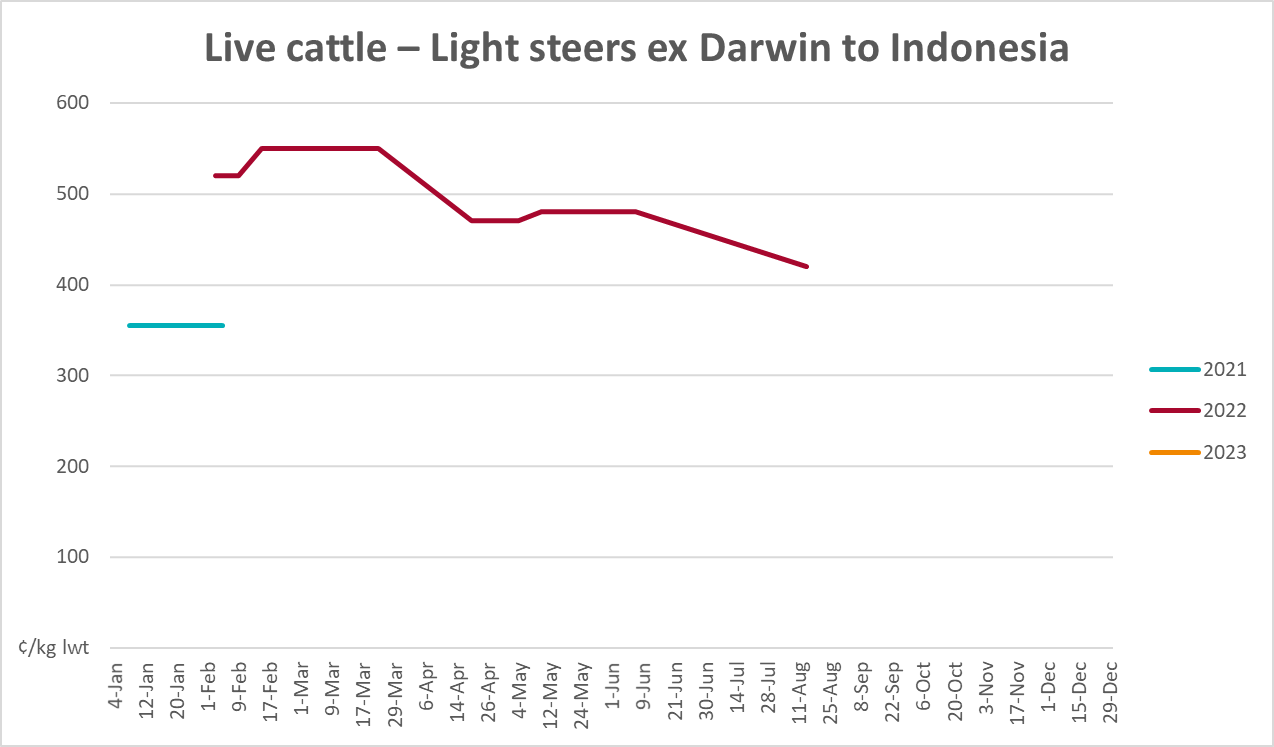 Live cattle – Light steers ex Darwin to Indonesia
600
500
400
300
200
100
¢/kg lwt
4-Jan
12-Jan
20-Jan
1-Feb
9-Feb
17-Feb
1-Mar
9-Mar
17-Mar
29-Mar
6-Apr
14-Apr
26-Apr
4-May
12-May
24-May
1-Jun
9-Jun
21-Jun
30-Jun
14-Jul
28-Jul
11-Aug
25-Aug
8-Sep
22-Sep
6-Oct
20-Oct
3-Nov
17-Nov
1-Dec
15-Dec
29-Dec
2021
2022
2023